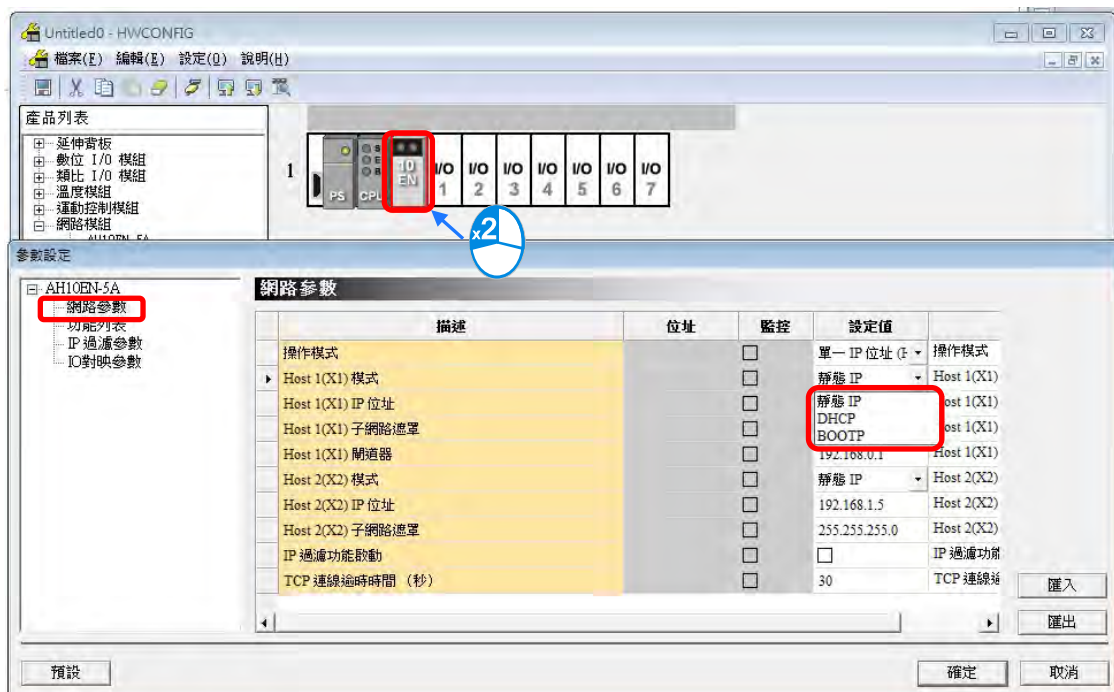 Untitled0 - HWCONFIG
檔案(F) 編輯(E) 設定(O) 說明(H)
產品列表
延伸背板
數位 I/O 模組
類比 I/O 模組
溫度模組
運動控制模組
網路模組
AH10EN-5A
1
PS CPU 10 EN I/O 1 I/O 2 I/O 3 I/O 4 I/O 5 I/O 6 I/O 7
x2
參數設定
AH10EN-5A
網路參數
功能列表
IP 過濾參數
IO對映參數
網路參數
描述 位址 監控 設定值
操作模式 單一 IP 位址 (F 操作模式
Host 1(X1) 模式 靜態 IP Host 1(X1)
Host 1(X1) IP 位址 靜態 IP ost 1(X1)
DHCP
Host 1(X1) 子網路遮罩 ost 1(X1)
BOOTP
Host 1(X1) 閘道器 192.168.0.1 Host 1(X1)
Host 2(X2) 模式 靜態 IP Host 2(X2)
Host 2(X2) IP 位址 192.168.1.5 Host 2(X2)
Host 2(X2) 子網路遮罩 255.255.255.0 Host 2(X2)
IP 過濾功能啟動 IP 過濾功能
TCP 連線逾時時間 (秒) 30 TCP 連線逾
匯入
匯出
預設 確定 取消